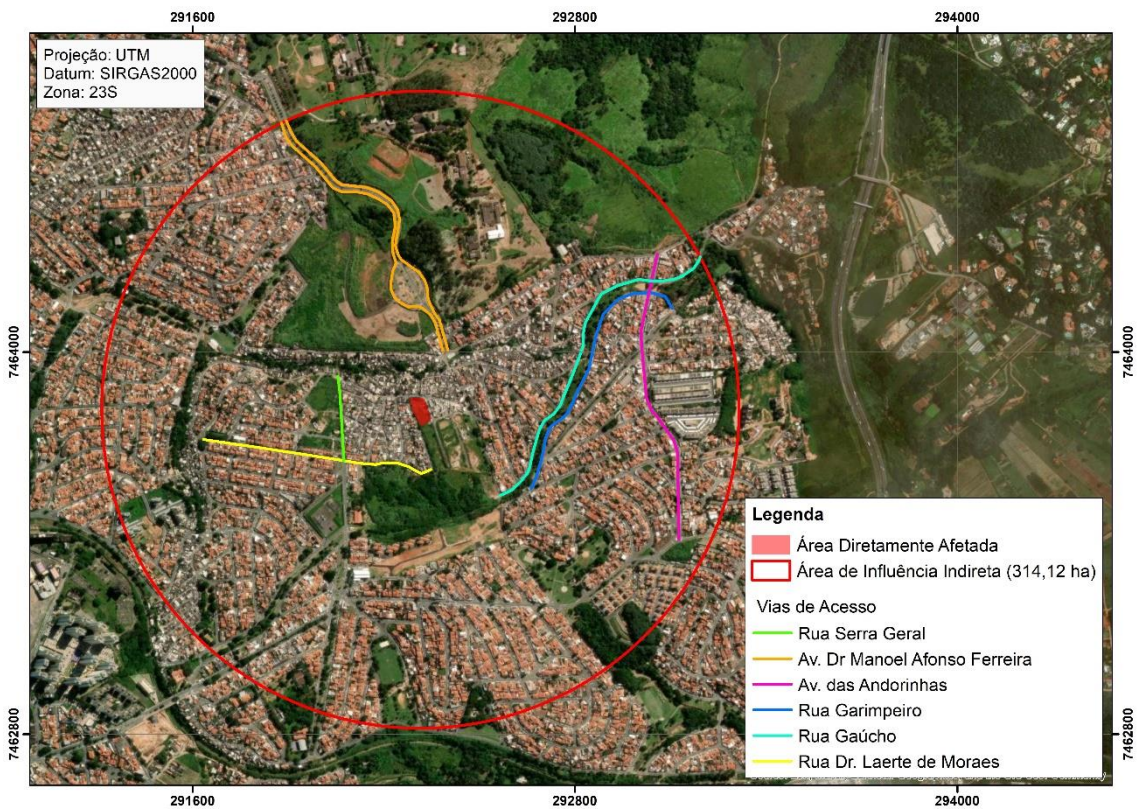 291600
292800
294000
Projeção: UTM
Datum: SIRGAS2000
Zona: 23S
7464000
7464000
Legenda
Área Diretamente Afetada
Área de Influência Indireta (314,12 ha)
Vias de Acesso
Rua Serra Geral
Av. Dr Manoel Afonso Ferreira
Av. das Andorinhas
Rua Garimpeiro
Rua Gaúcho
Rua Dr. Laerte de Moraes
7462800
7462800
291600
292800
294000